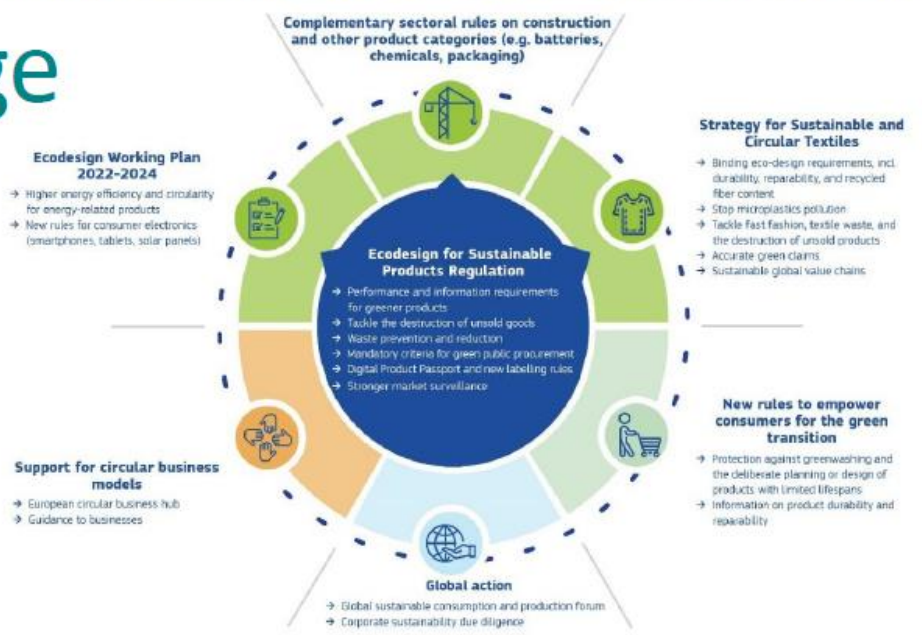 ge
Complementary sectoral rules on construction
and other product categories (e.g. batteries,
chemicals, packaging)
Ecodesign Working Plan
2022-2024
→ Higher energy efficiency and circularity
for energy-related products
→ New rules for consumer electronics
(smartphones, tablets, solar panels)
Strategy for Sustainable and
Circular Textiles
→ Binding eco-design requirements, incl.
durability, reparability, and recycled
fiber content
→ Stop microplastics pollution
→ Tackle fast fashion, textile waste, and
the destruction of unsold products
→ Accurate green claims
→ Sustainable global value chains
Ecodesign for Sustainable
Products Regulation
→ Performance and information requirements
for greener products
→ Tackle the destruction of unsold goods
→ Waste prevention and reduction
→ Mandatory criteria for green public procurement
→ Digital Product Passport and new labelling rules
→ Stronger market surveillance
Support for circular business
models
→ European circular business hub
→ Guidance to businesses
New rules to empower
consumers for the green
transition
→ Protection against greenwashing and
the deliberate planning or design of
products with limited lifespans
→ Information on product durability and
reparability
Global action
→ Global sustainable consumption and production forum
→ Corporate sustainability due diligence